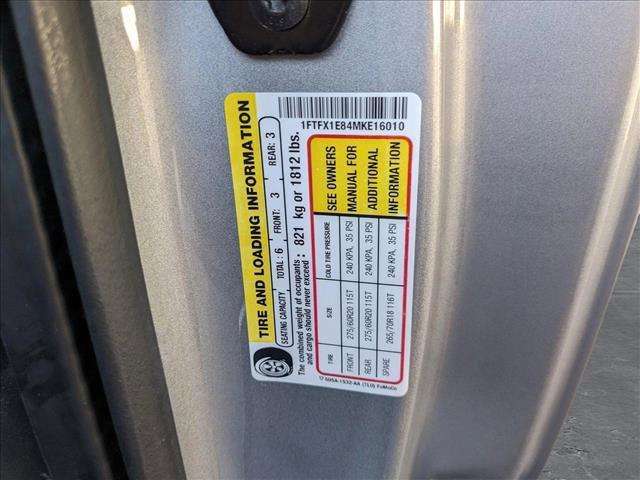 1FTFX1E84MKE16010
TIRE AND LOADING INFORMATION
SEATING CAPACITY TOTAL: 6 FRONT: 3 REAR: 3
The combined weight of occupants and cargo should never exceed: 821 kg or 1812 lbs.
TIRE SIZE COLD TIRE PRESSURE SEE OWNERS
FRONT 275/60R20 115T 240 KPA, 35 PSI MANUAL FOR
REAR 275/60R20 115T 240 KPA, 35 PSI ADDITIONAL
SPARE 265/70R18 116T 240 KPA, 35 PSI INFORMATION